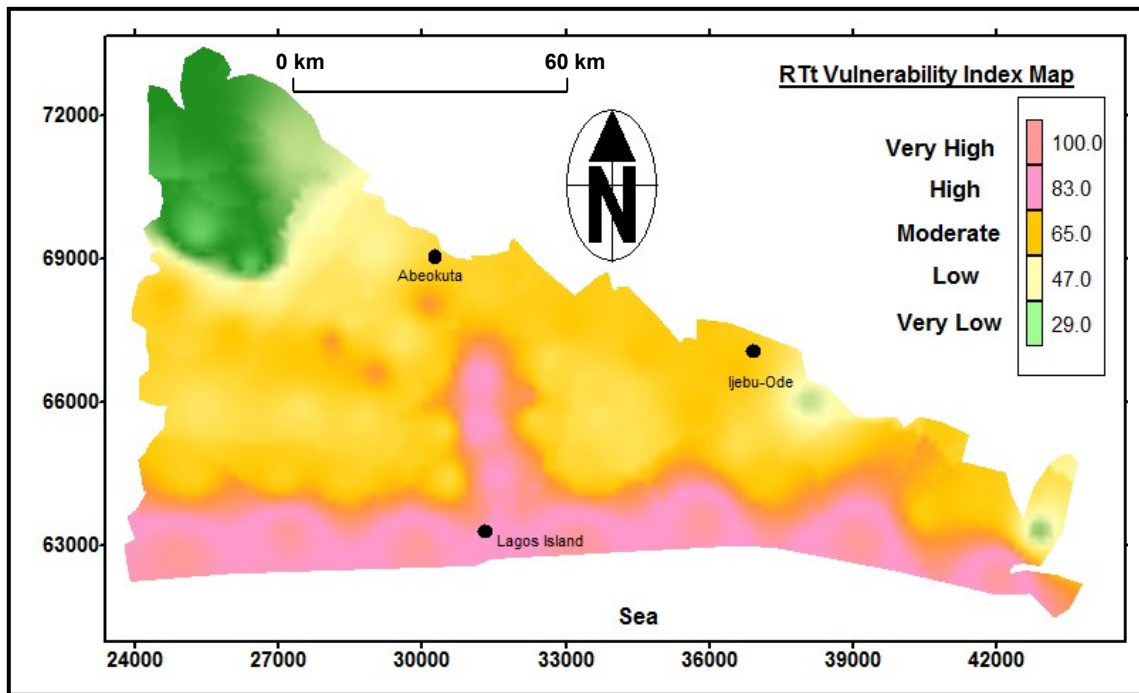 0 km 60 km
RTt Vulnerability Index Map
72000
Very High 100.0
High 83.0
N
Moderate 65.0
69000
Abeokuta
Low 47.0
Very Low 29.0
Ijebu-Ode
66000
63000
Lagos Island
Sea
24000 27000 30000 33000 36000 39000 42000